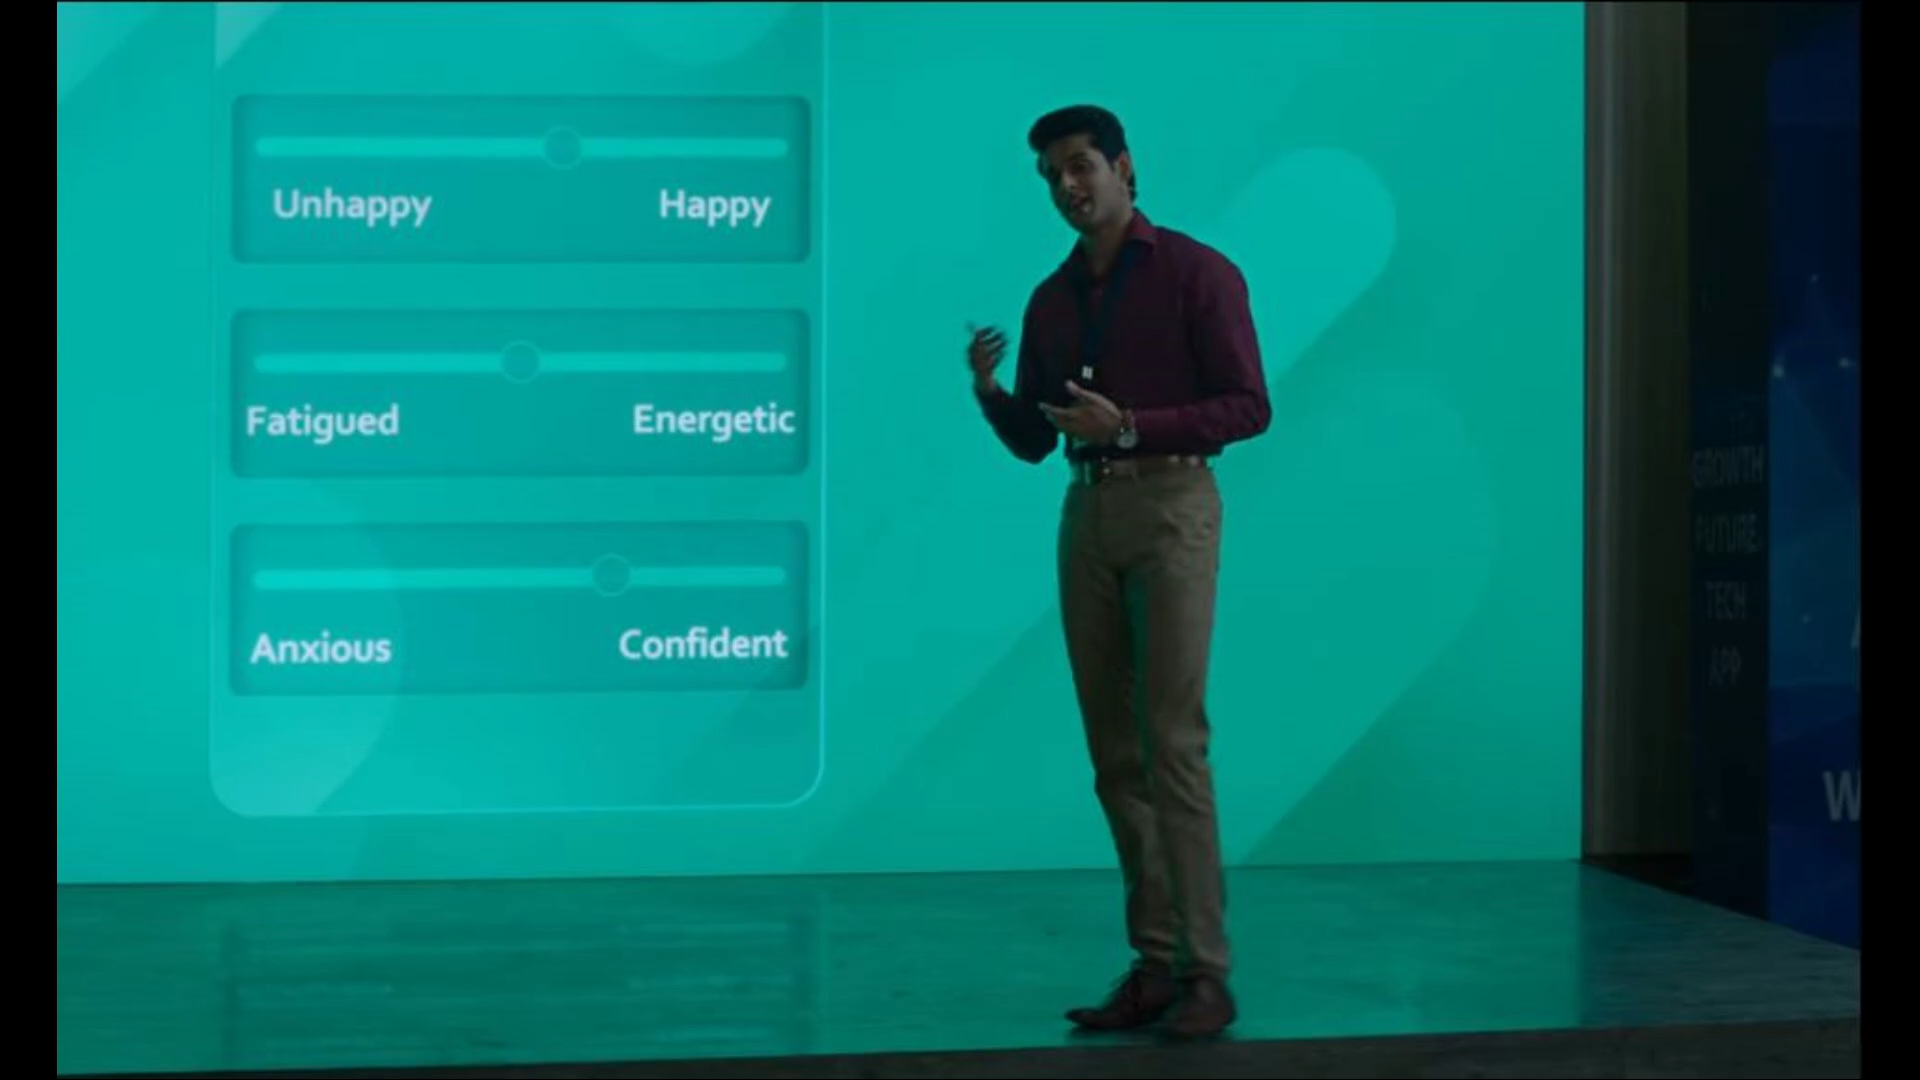 Unhappy Happy
Fatigued Energetic
Anxious Confident
GROWTH
FUTURE
TECH
APP